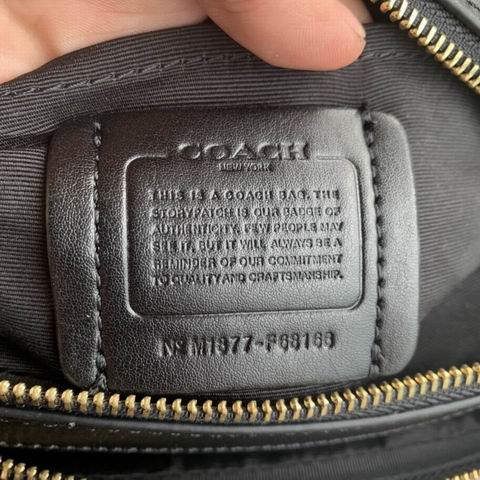 COACH
NEW YORK
THIS IS A COACH BAG. THE
STORYPATCH IS OUR BADGE OF
AUTHENTICITY. FEW PEOPLE MAY
SEE IT, BUT IT WILL ALWAYS BE A
REMINDER OF OUR COMMITMENT
TO QUALITY AND CRAFTSMANSHIP.
Nº M1877-F68168